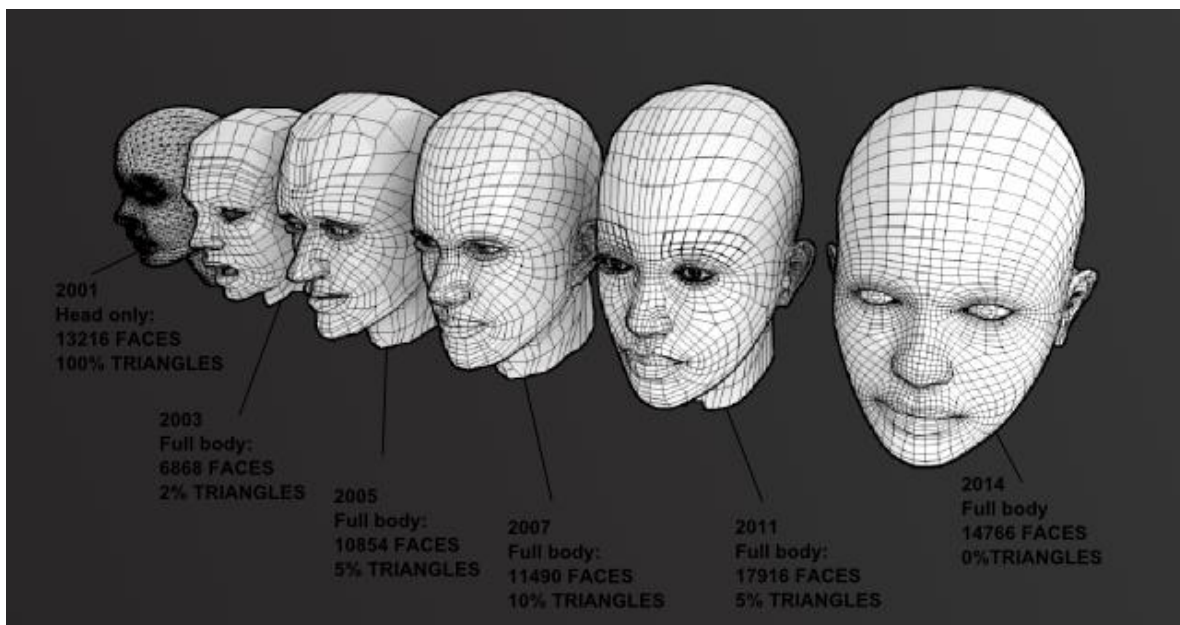 2001
Head only:
13216 FACES
100% TRIANGLES
2003
Full body:
6868 FACES
2% TRIANGLES
2005
Full body:
10854 FACES
5% TRIANGLES
2007
Full body:
11490 FACES
10% TRIANGLES
2011
Full body:
17916 FACES
5% TRIANGLES
2014
Full body
14766 FACES
0%TRIANGLES